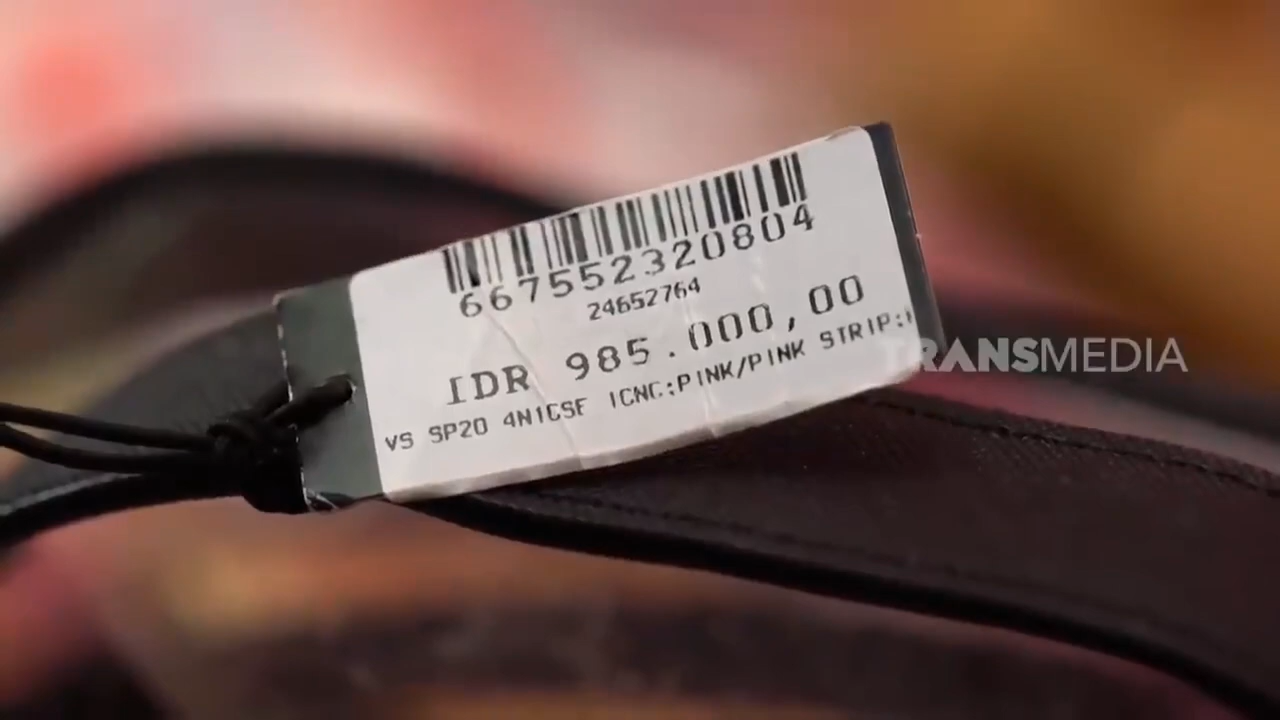 667552320804
24652764
IDR 985.000,00
VS SP20 4N1CSF ICNC:PINK/PINK STRIP:
TRANSMEDIA